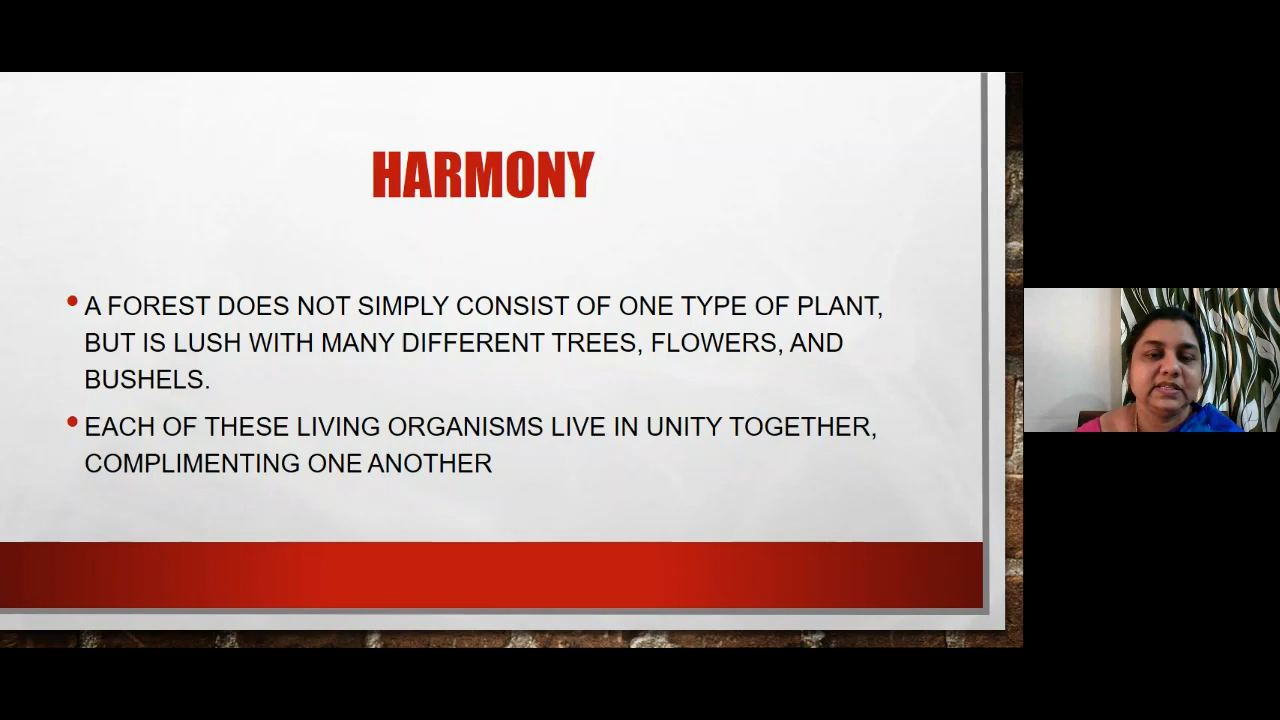 HARMONY
• A FOREST DOES NOT SIMPLY CONSIST OF ONE TYPE OF PLANT,
BUT IS LUSH WITH MANY DIFFERENT TREES, FLOWERS, AND
BUSHELS.
• EACH OF THESE LIVING ORGANISMS LIVE IN UNITY TOGETHER,
COMPLIMENTING ONE ANOTHER